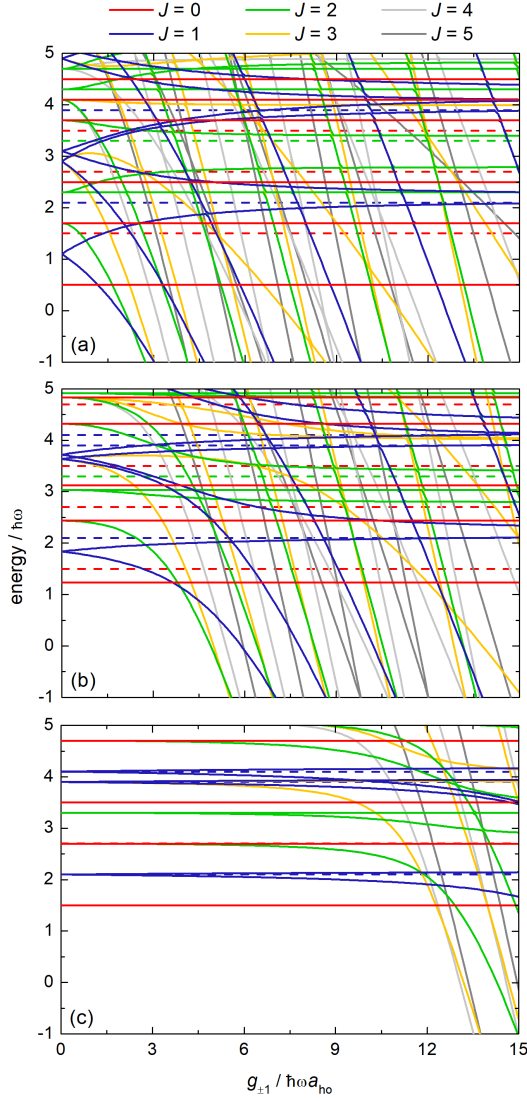 J = 0 J = 2 J = 4
J = 1 J = 3 J = 5
5
4
3
2
1
0
-1
(a)
5
4
3
2
1
0
-1
(b)
energy / ħω
5
4
3
2
1
0
-1
(c)
0 3 6 9 12 15
g±1 / ħωaho